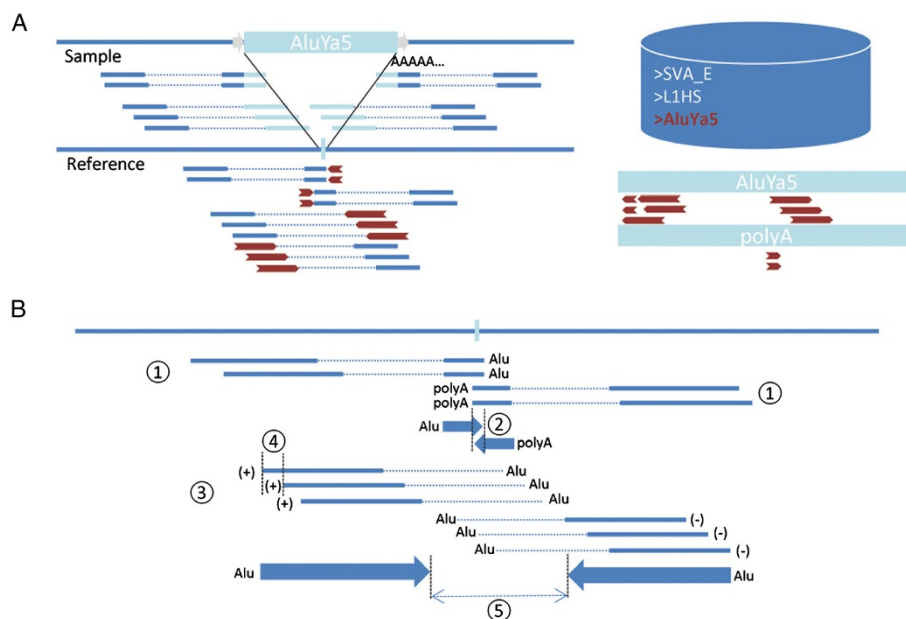 A
AluYa5
Sample
AAAAA...
>SVA_E
>L1HS
>AluYa5
Reference
AluYa5
polyA
B
1
Alu
Alu
polyA
polyA
1
Alu
2
polyA
4
(+)
Alu
3
(+)
Alu
(+)
Alu
Alu
(-)
Alu
(-)
Alu
(-)
Alu
Alu
5